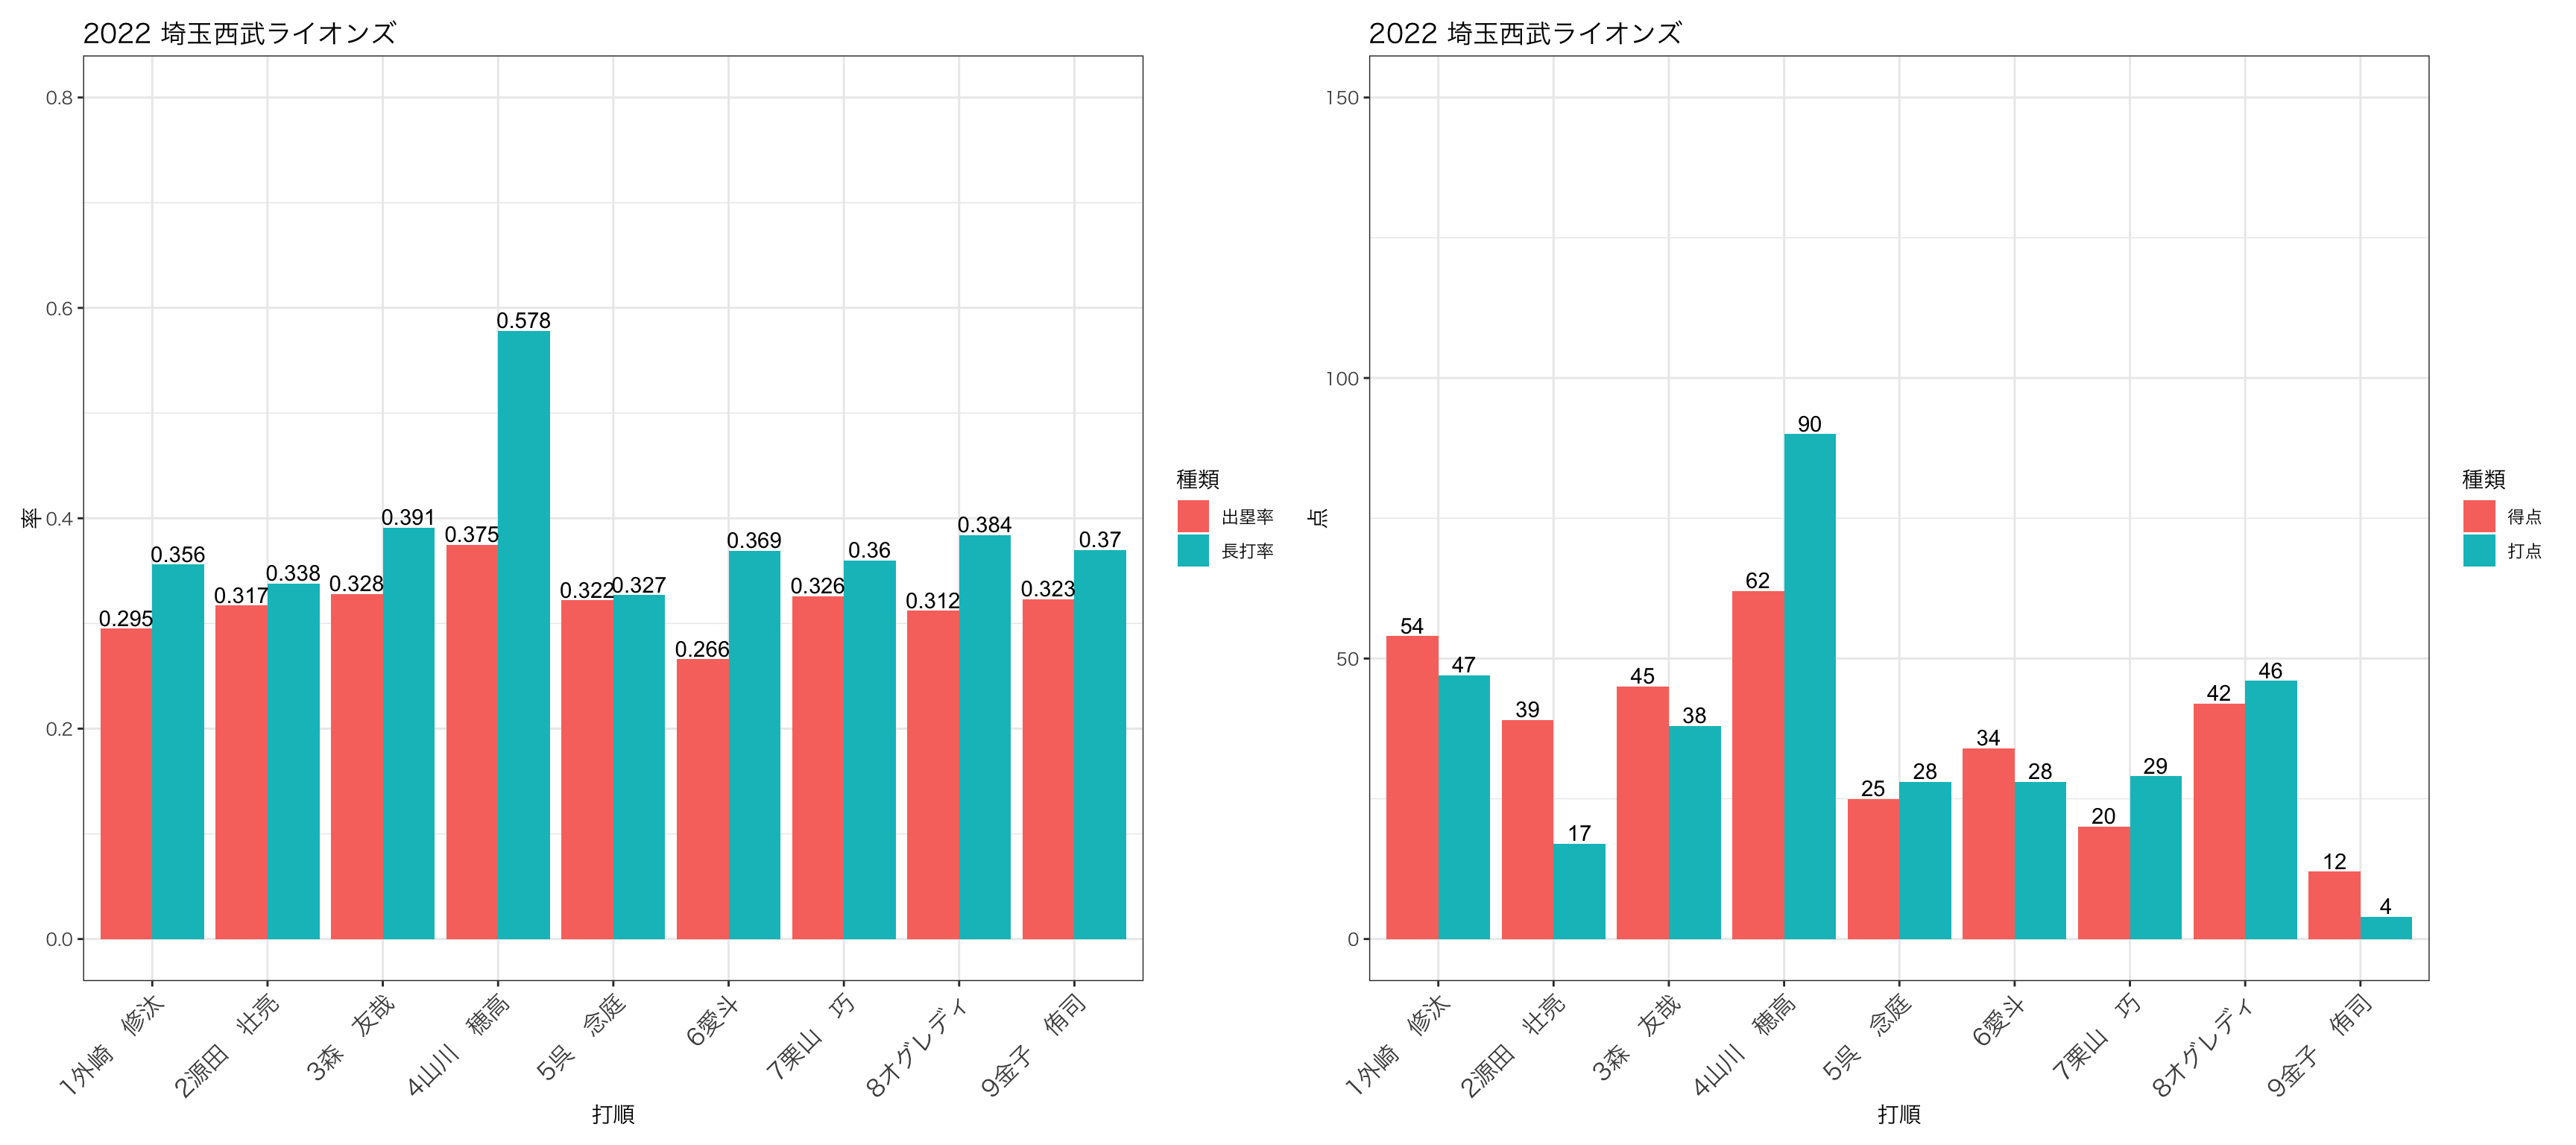 2022 埼玉西武ライオンズ
率
0.8
0.6
0.4
0.2
0.0
0.295
0.356
0.317
0.338
0.328
0.391
0.375
0.578
0.322
0.327
0.266
0.369
0.326
0.36
0.312
0.384
0.323
0.37
1外崎　修汰
2源田　壮亮
3森　友哉
4山川　穂高
5呉　念庭
6愛斗
7栗山　巧
8オグレディ
9金子　侑司
打順
種類
出塁率
長打率
2022 埼玉西武ライオンズ
点
150
100
50
0
54
47
39
17
45
38
62
90
25
28
34
28
20
29
42
46
12
4
1外崎　修汰
2源田　壮亮
3森　友哉
4山川　穂高
5呉　念庭
6愛斗
7栗山　巧
8オグレディ
9金子　侑司
打順
種類
得点
打点